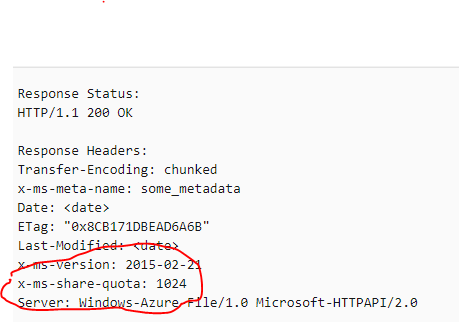 Response Status:
HTTP/1.1 200 OK
Response Headers:
Transfer-Encoding: chunked
x-ms-meta-name: some_metadata
Date: <date>
ETag: "0x8CB171DBEAD6A6B"
Last-Modified: <date>
x-ms-version: 2015-02-21
x-ms-share-quota: 1024
Server: Windows-Azure-File/1.0 Microsoft-HTTPAPI/2.0